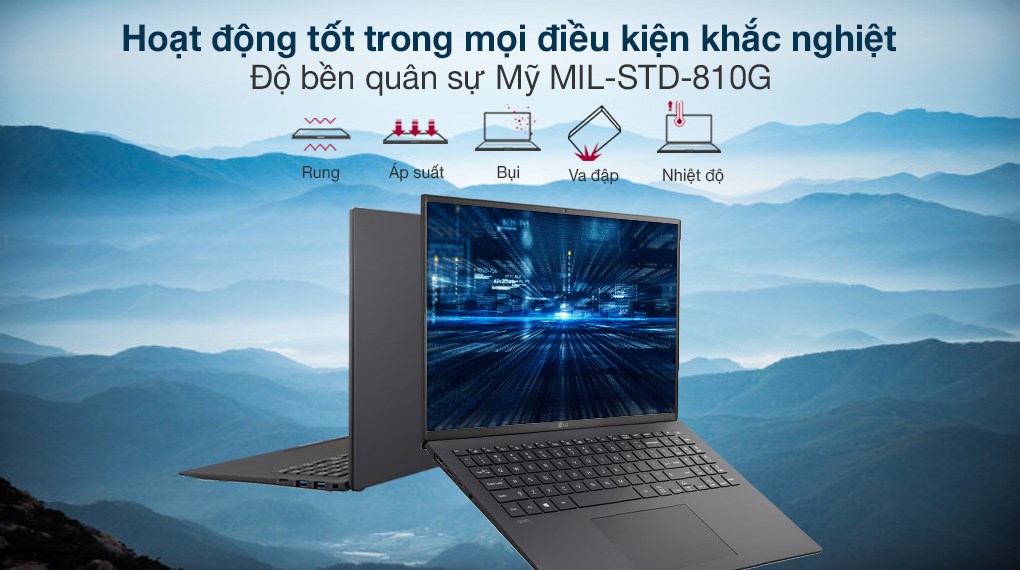 Hoạt động tốt trong mọi điều kiện khắc nghiệt
Độ bền quân sự Mỹ MIL-STD-810G
Rung
Áp suất
Bụi
Va đập
Nhiệt độ
LG